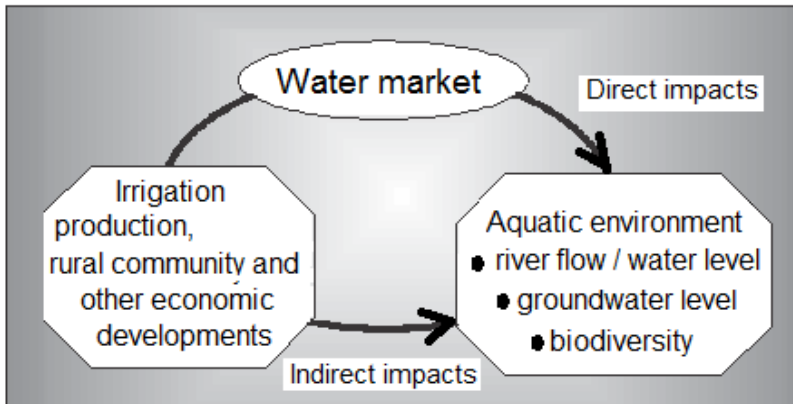 Water market
Direct impacts
Irrigation
production,
rural community and
other economic
developments
Aquatic environment
● river flow / water level
● groundwater level
● biodiversity
Indirect impacts